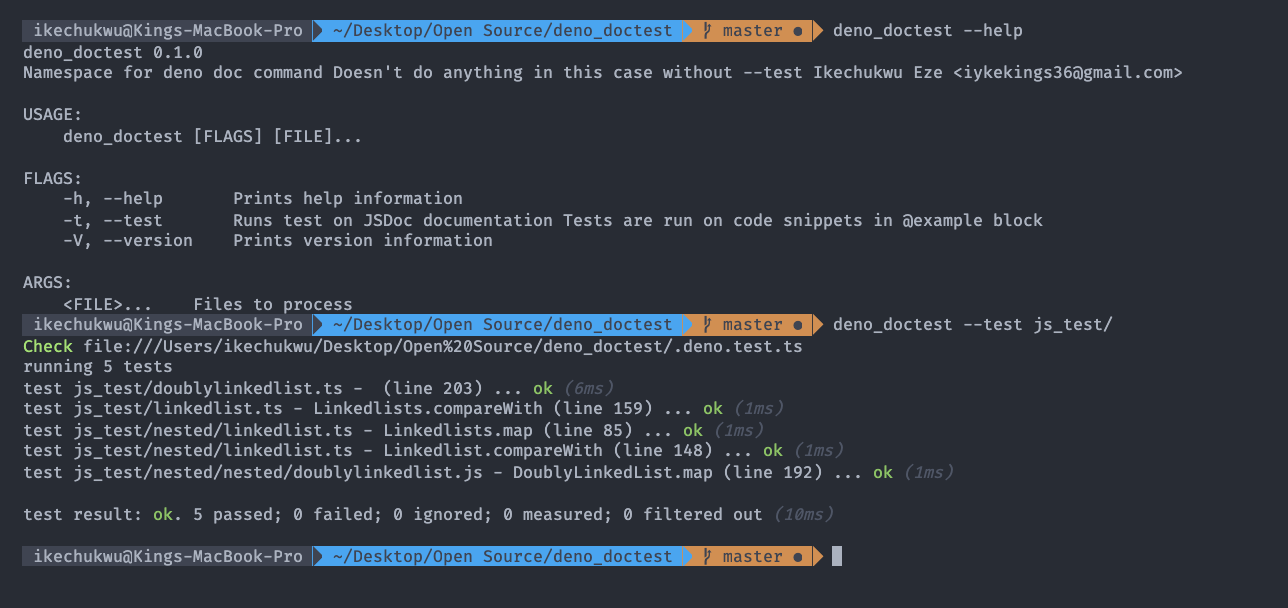 ikechukwu@Kings-MacBook-Pro ~/Desktop/Open Source/deno_doctest master ● deno_doctest --help
deno_doctest 0.1.0
Namespace for deno doc command Doesn't do anything in this case without --test Ikechukwu Eze <iykekings36@gmail.com>
USAGE:
deno_doctest [FLAGS] [FILE]...
FLAGS:
-h, --help Prints help information
-t, --test Runs test on JSDoc documentation Tests are run on code snippets in @example block
-V, --version Prints version information
ARGS:
<FILE>... Files to process
ikechukwu@Kings-MacBook-Pro ~/Desktop/Open Source/deno_doctest master ● deno_doctest --test js_test/
Check file:///Users/ikechukwu/Desktop/Open%20Source/deno_doctest/.deno.test.ts
running 5 tests
test js_test/doublylinkedlist.ts - (line 203) ... ok (6ms)
test js_test/linkedlist.ts - Linkedlists.compareWith (line 159) ... ok (1ms)
test js_test/nested/linkedlist.ts - Linkedlists.map (line 85) ... ok (1ms)
test js_test/nested/linkedlist.ts - Linkedlist.compareWith (line 148) ... ok (1ms)
test js_test/nested/nested/doublylinkedlist.js - DoublyLinkedList.map (line 192) ... ok (1ms)
test result: ok. 5 passed; 0 failed; 0 ignored; 0 measured; 0 filtered out (10ms)
ikechukwu@Kings-MacBook-Pro ~/Desktop/Open Source/deno_doctest master ●